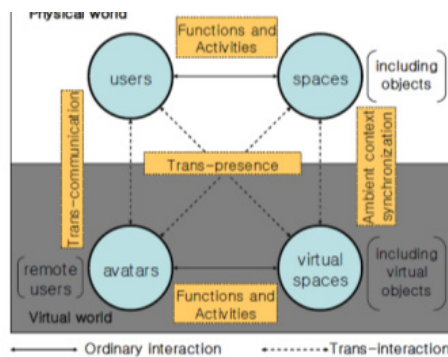 Physical world
Functions and
Activities
users
spaces
including
objects
Trans-communication
Trans-presence
Ambient context
synchronization
remote
users
avatars
virtual
spaces
including
virtual
objects
Functions and
Activities
Virtual world
Ordinary interaction
Trans-interaction